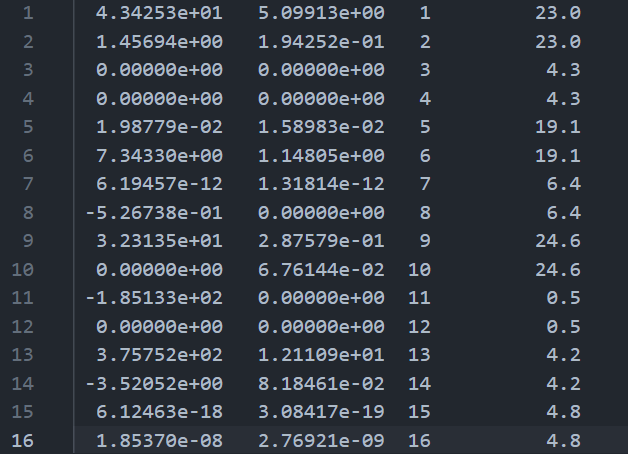 1 4.34253e+01 5.09913e+00 1 23.0
2 1.45694e+00 1.94252e-01 2 23.0
3 0.00000e+00 0.00000e+00 3 4.3
4 0.00000e+00 0.00000e+00 4 4.3
5 1.98779e-02 1.58983e-02 5 19.1
6 7.34330e+00 1.14805e+00 6 19.1
7 6.19457e-12 1.31814e-12 7 6.4
8 -5.26738e-01 0.00000e+00 8 6.4
9 3.23135e+01 2.87579e-01 9 24.6
10 0.00000e+00 6.76144e-02 10 24.6
11 -1.85133e+02 0.00000e+00 11 0.5
12 0.00000e+00 0.00000e+00 12 0.5
13 3.75752e+02 1.21109e+01 13 4.2
14 -3.52052e+00 8.18461e-02 14 4.2
15 6.12463e-18 3.08417e-19 15 4.8
16 1.85370e-08 2.76921e-09 16 4.8